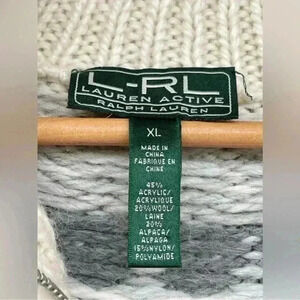 L-RL
LAUREN ACTIVE
RALPH LAUREN
XL
MADE IN
CHINA
FABRIQUE EN
CHINE
45%
ACRYLIC/
ACRYLIQUE
20%WOOL/
LAINE
20%
ALPACA/
ALPAGA
15%NYLON/
POLYAMIDE